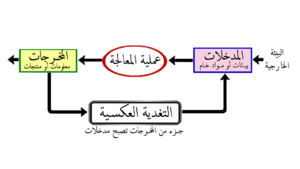 البيئة
الخارجية
المدخلات
بيانات أو مواد خام
عملية المعالجة
المخرجات
معلومات أو منتجات
التغذية العكسية
جزء من المخرجات تصبح مدخلات